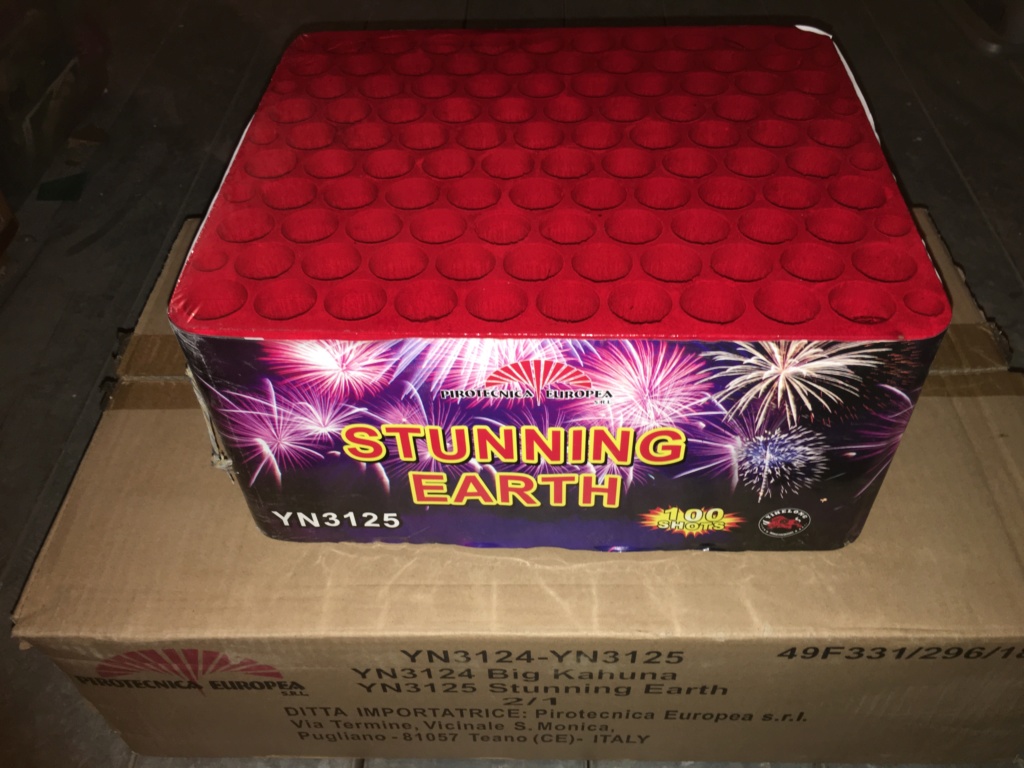 PIROTECNICA EUROPEA
S.R.L.
STUNNING
EARTH
YN3125
100
SHOTS
YN3124-YN3125
49F331/296/18
YN3124 Big Kahuna
YN3125 Stunning Earth
2/1
PIROTECNICA EUROPEA
S.R.L.
DITTA IMPORTATRICE: Pirotecnica Europea s.r.l.
Via Termine, Vicinale S. Monica,
Pugliano - 81057 Teano (CE)- ITALY